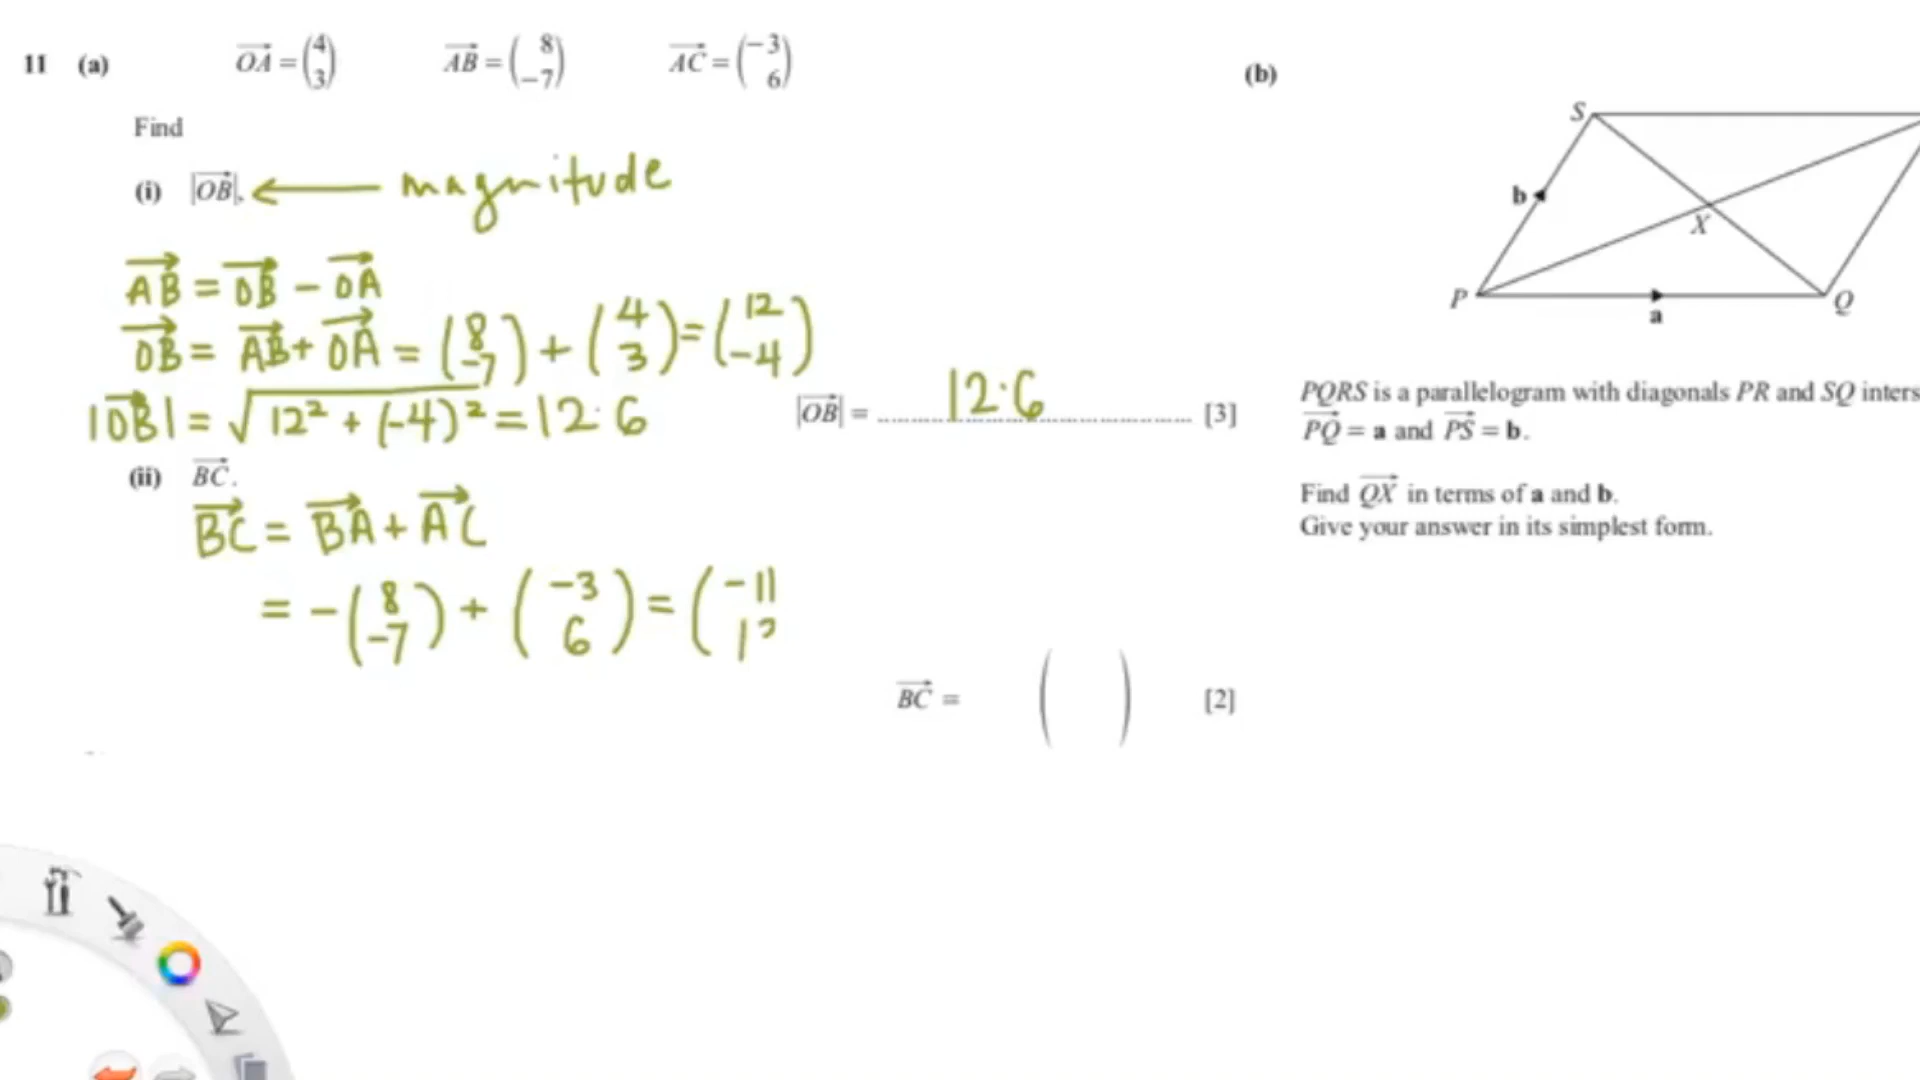 11 (a) OA = (4 3) AB = (8 -7) AC = (-3 6)
Find
(i) |OB|. ← magnitude
AB = OB - OA
OB = AB + OA = (8 -7) + (4 3) = (12 -4)
|OB| = √12² + (-4)² = 12.6
|OB| = 12.6 [3]
(ii) BC.
BC = BA + AC
= -(8 -7) + (-3 6) = (-11
BC = ( ) [2]
(b)
S
b
X
P
Q
a
PQRS is a parallelogram with diagonals PR and SQ inters
PQ = a and PS = b.
Find QX in terms of a and b.
Give your answer in its simplest form.